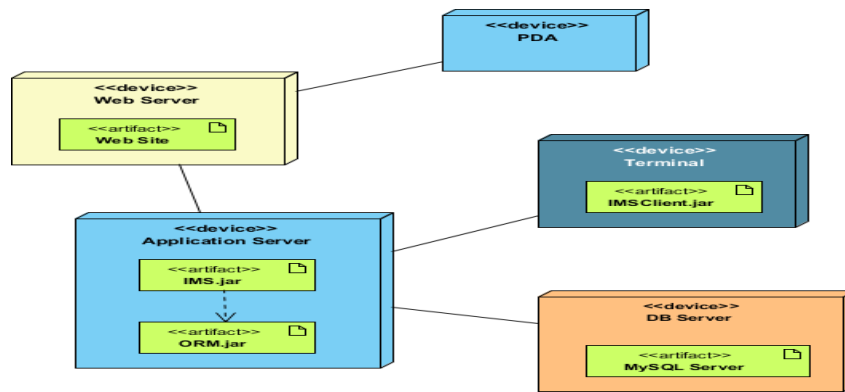 <<device>>
PDA
<<device>>
Web Server
<<artifact>>
Web Site
<<device>>
Terminal
<<artifact>>
IMSClient.jar
<<device>>
Application Server
<<artifact>>
IMS.jar
<<artifact>>
ORM.jar
<<device>>
DB Server
<<artifact>>
MySQL Server